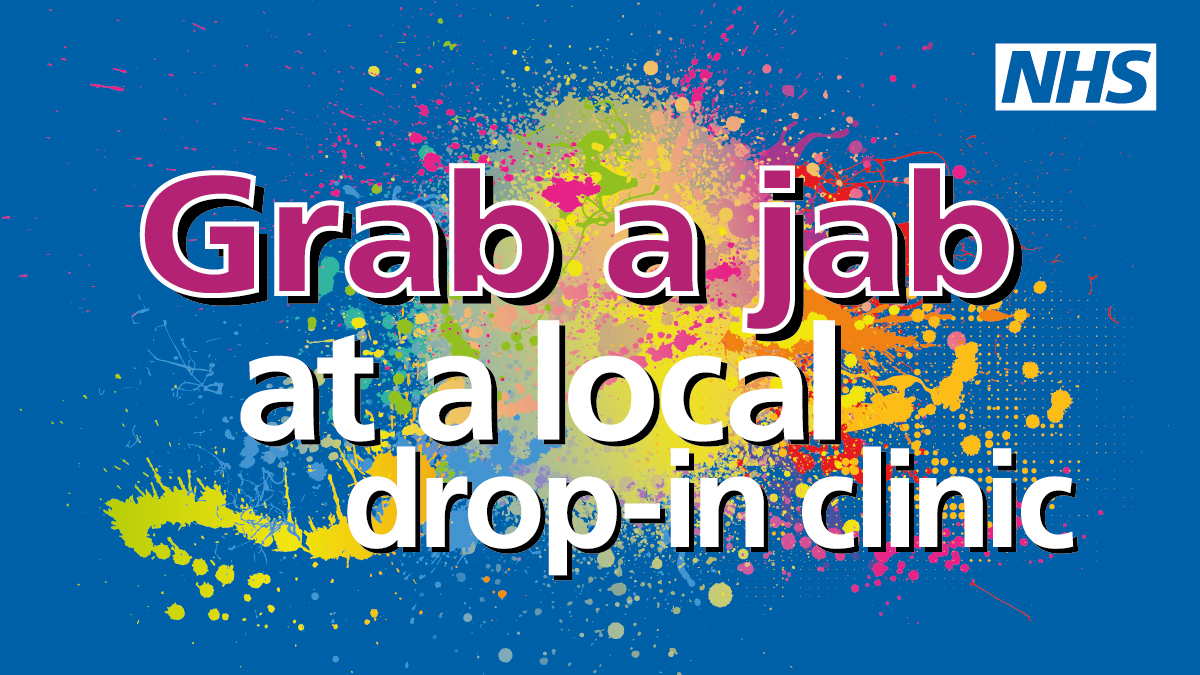 NHS
Grab a jab
at a local
drop-in clinic